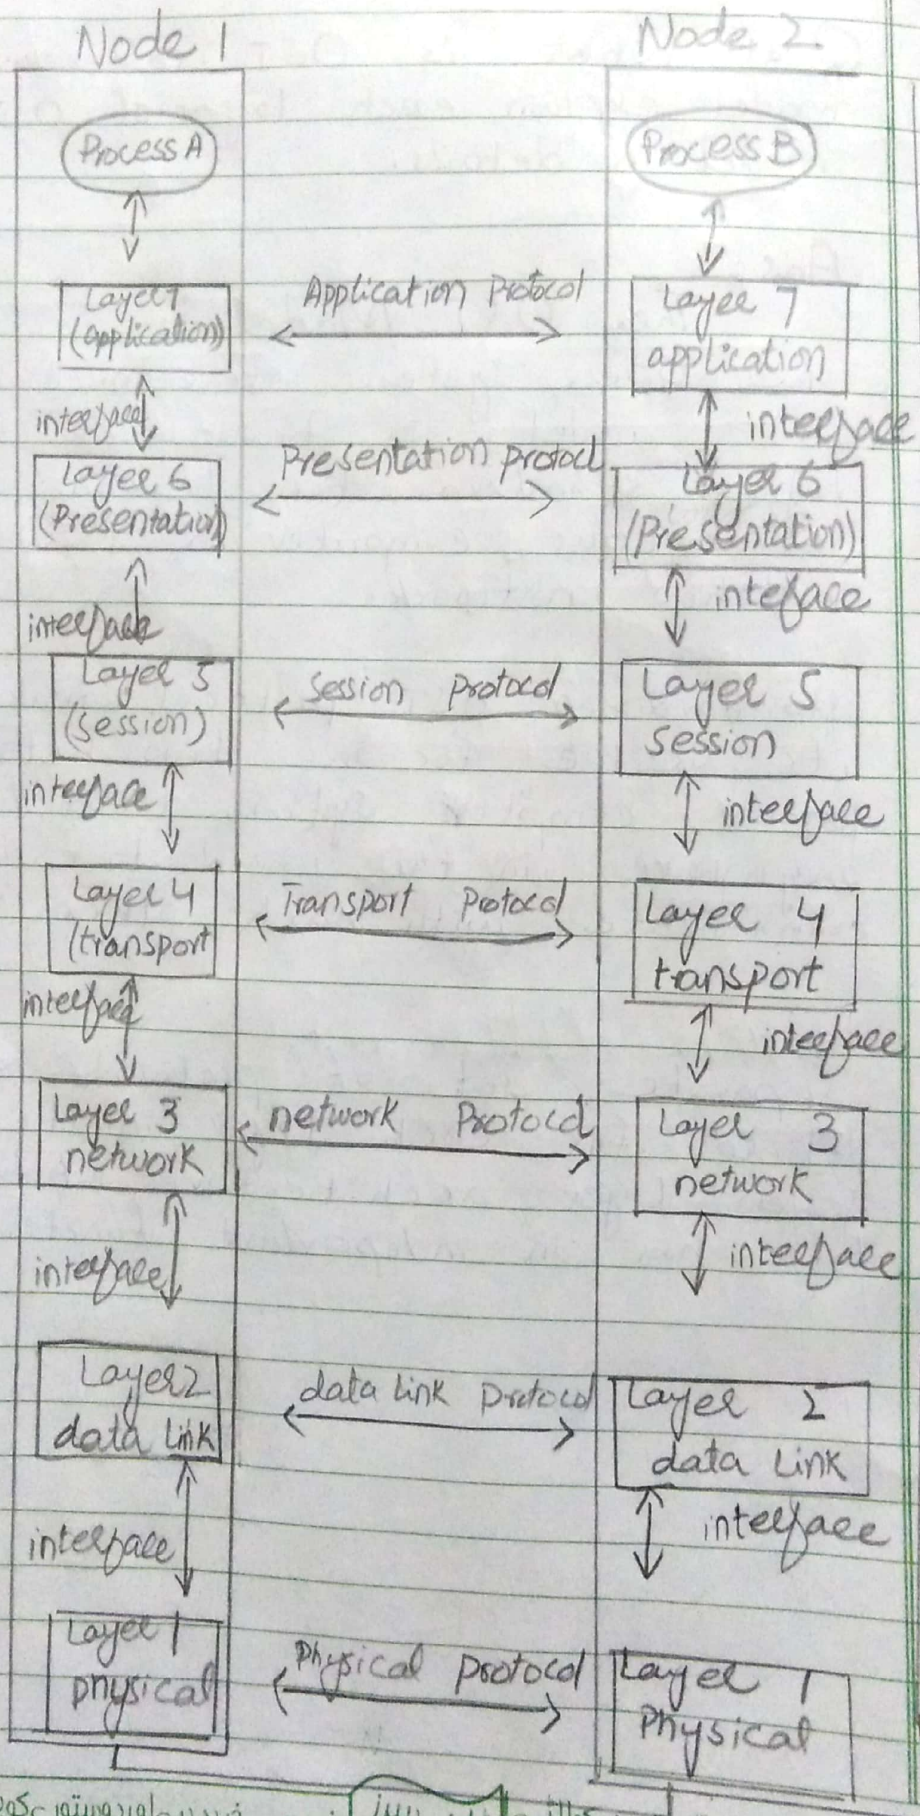 Node 1
Node 2
Process A
Process B
Layer 7
(application)
Application Protocol
Layer 7
application
interface
interface
Layer 6
(Presentation)
Presentation Protocol
Layer 6
(Presentation)
interface
interface
Layer 5
(session)
Session Protocol
Layer 5
session
interface
interface
Layer 4
(transport
Transport Protocol
Layer 4
transport
interface
interface
Layer 3
network
network Protocol
Layer 3
network
interface
interface
Layer 2
data Link
data Link Protocol
Layer 2
data Link
interface
interface
Layer 1
physical
Physical Protocol
Layer 1
Physical